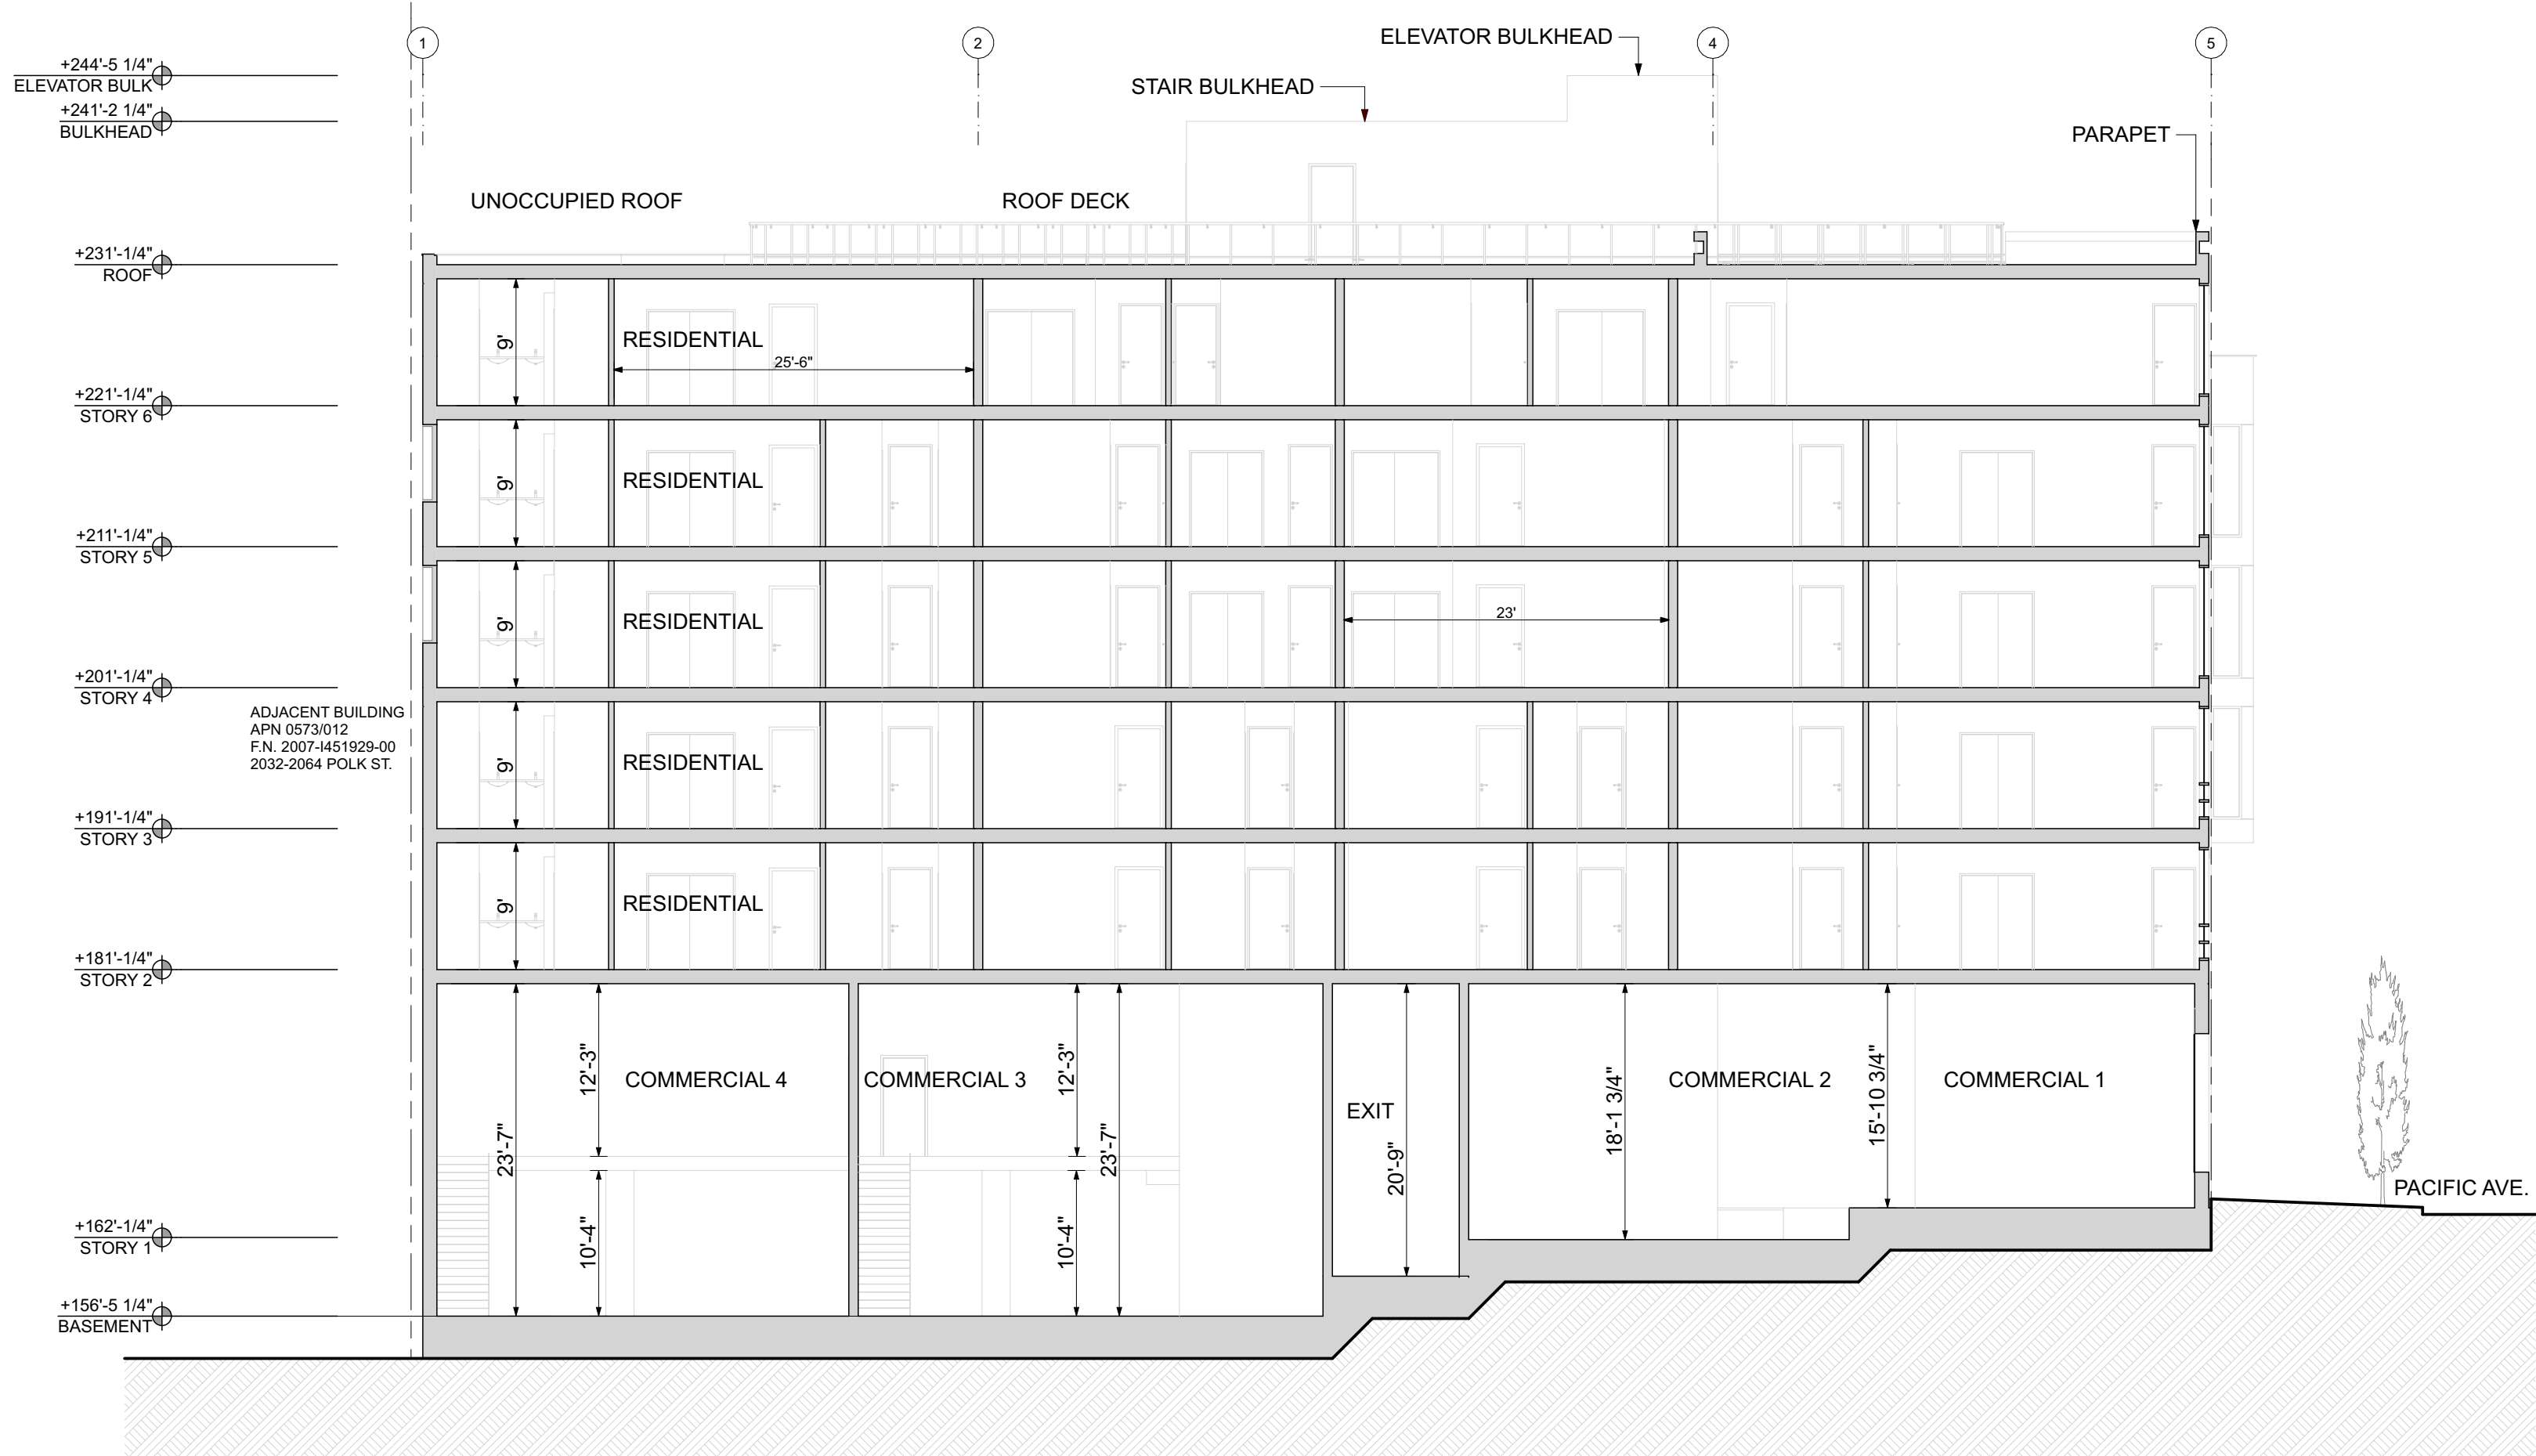 1
2
4
5
ELEVATOR BULKHEAD
+244'-5 1/4"
ELEVATOR BULK
STAIR BULKHEAD
+241'-2 1/4"
BULKHEAD
PARAPET
UNOCCUPIED ROOF
ROOF DECK
+231'-1/4"
ROOF
9'
RESIDENTIAL
25'-6"
+221'-1/4"
STORY 6
9'
RESIDENTIAL
+211'-1/4"
STORY 5
9'
RESIDENTIAL
23'
+201'-1/4"
STORY 4
ADJACENT BUILDING
APN 0573/012
F.N. 2007-I451929-00
2032-2064 POLK ST.
9'
RESIDENTIAL
+191'-1/4"
STORY 3
9'
RESIDENTIAL
+181'-1/4"
STORY 2
12'-3"
COMMERCIAL 4
COMMERCIAL 3
12'-3"
EXIT
18'-1 3/4"
COMMERCIAL 2
15'-10 3/4"
COMMERCIAL 1
23'-7"
23'-7"
20'-9"
10'-4"
10'-4"
PACIFIC AVE.
+162'-1/4"
STORY 1
+156'-5 1/4"
BASEMENT